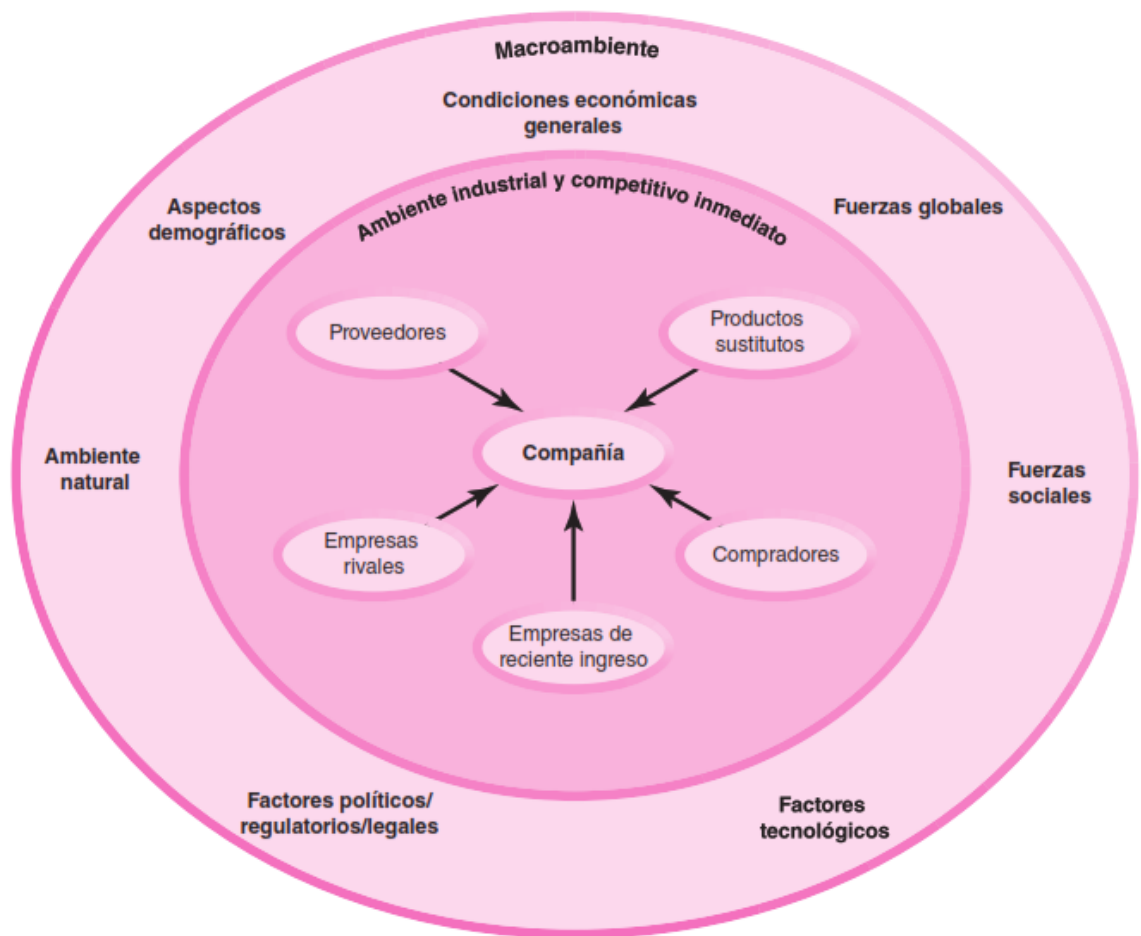 Macroambiente
Condiciones económicas
generales
Ambiente industrial y competitivo inmediato
Aspectos
demográficos
Fuerzas globales
Proveedores
Productos
sustitutos
Compañía
Ambiente
natural
Fuerzas
sociales
Empresas
rivales
Compradores
Empresas de
reciente ingreso
Factores políticos/
regulatorios/legales
Factores
tecnológicos